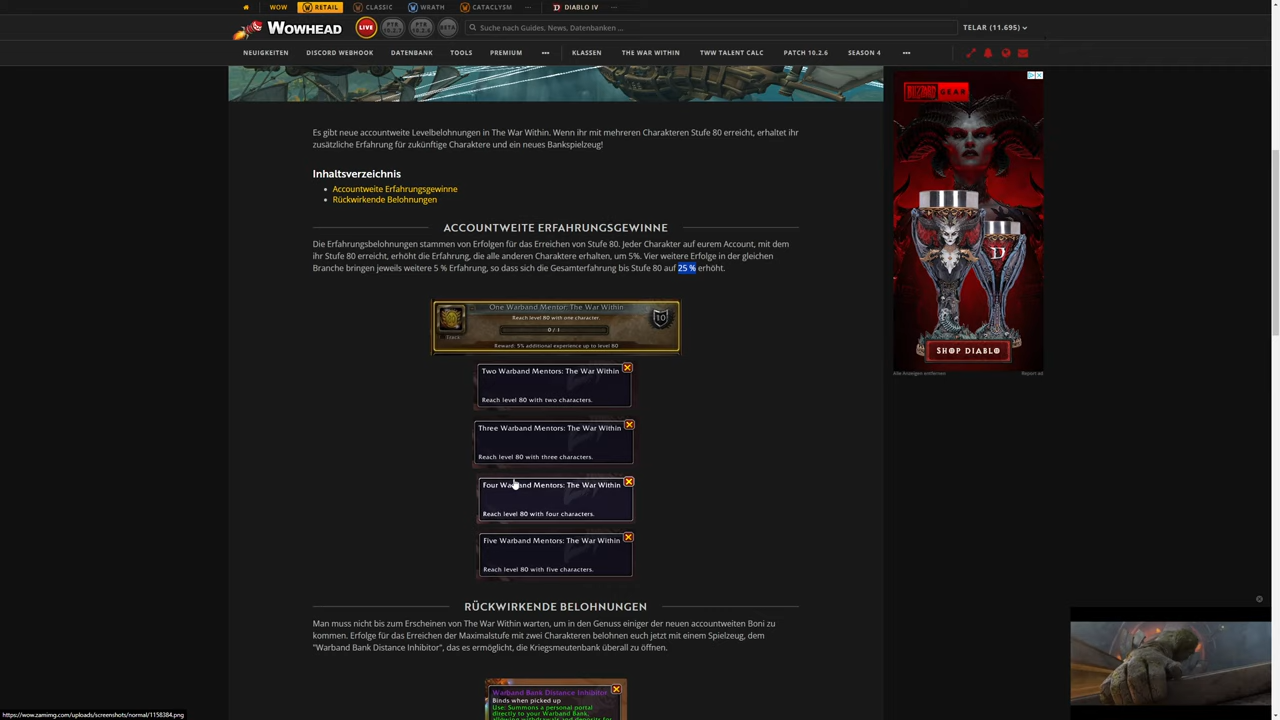 WOW
RETAIL
CLASSIC
WRATH
CATACLYSM
DIABLO IV
WOWHEAD
LIVE
PTR
PTR
BETA
Suche nach Guides, News, Datenbanken ...
TELAR (11.695)
NEUIGKEITEN
DISCORD WEBHOOK
DATENBANK
TOOLS
PREMIUM
KLASSEN
THE WAR WITHIN
TWW TALENT CALC
PATCH 10.2.6
SEASON 4
Es gibt neue accountweite Levelbelohnungen in The War Within. Wenn ihr mit mehreren Charakteren Stufe 80 erreicht, erhaltet ihr
zusätzliche Erfahrung für zukünftige Charaktere und ein neues Bankspielzeug!
Inhaltsverzeichnis
Accountweite Erfahrungsgewinne
Rückwirkende Belohnungen
ACCOUNTWEITE ERFAHRUNGSGEWINNE
Die Erfahrungsbelohnungen stammen von Erfolgen für das Erreichen von Stufe 80. Jeder Charakter auf eurem Account, mit dem
ihr Stufe 80 erreicht, erhöht die Erfahrung, die alle anderen Charaktere erhalten, um 5%. Vier weitere Erfolge in der gleichen
Branche bringen jeweils weitere 5 % Erfahrung, so dass sich die Gesamterfahrung bis Stufe 80 auf 25 % erhöht.
One Warband Mentor: The War Within
Reach level 80 with one character.
0 / 1
10
Track
Reward: 5% additional experience up to level 80
Two Warband Mentors: The War Within
Reach level 80 with two characters.
Three Warband Mentors: The War Within
Reach level 80 with three characters.
Four Warband Mentors: The War Within
Reach level 80 with four characters.
Five Warband Mentors: The War Within
Reach level 80 with five characters.
RÜCKWIRKENDE BELOHNUNGEN
Man muss nicht bis zum Erscheinen von The War Within warten, um in den Genuss einiger der neuen accountweiten Boni zu
kommen. Erfolge für das Erreichen der Maximalstufe mit zwei Charakteren belohnen euch jetzt mit einem Spielzeug, dem
"Warband Bank Distance Inhibitor", das es ermöglicht, die Kriegsmeutenbank überall zu öffnen.
Warband Bank Distance Inhibitor
Binds when picked up
Use: Summons a personal portal
directly to your Warband Bank,
allowing withdrawals and deposits for
BLIZZARD GEAR
SHOP DIABLO
Alle Anzeigen entfernen
Report ad
https://wow.zamimg.com/uploads/screenshots/normal/1158384.png